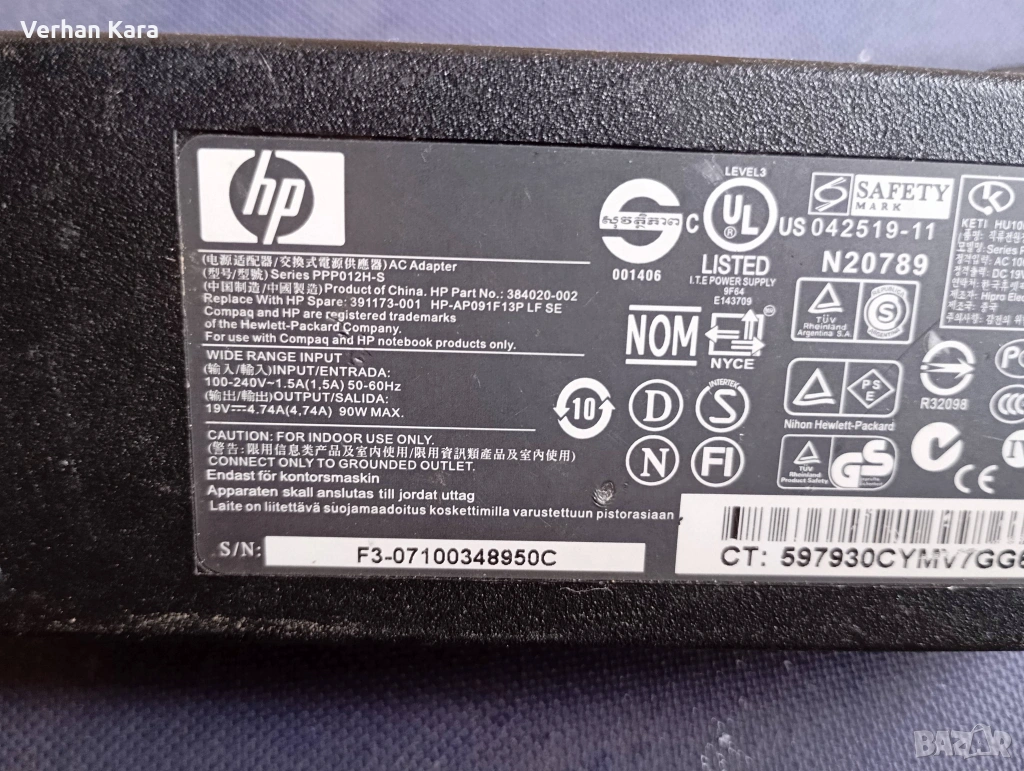 Verhan Kara
hp
(电源适配器/交換式電源供應器) AC Adapter
(型号/型號) Series PPP012H-S
(中国制造/中國製造) Product of China. HP Part No.: 384020-002
Replace With HP Spare: 391173-001 HP-AP091F13P LF SE
Compaq and HP are registered trademarks
of the Hewlett-Packard Company.
For use with Compaq and HP notebook products only.
WIDE RANGE INPUT
(输入/輸入)INPUT/ENTRADA:
100-240V~1.5A(1,5A) 50-60Hz
(输出/輸出)OUTPUT/SALIDA:
19V⎓4.74A(4,74A) 90W MAX.
CAUTION: FOR INDOOR USE ONLY.
(警告: 限用信息类产品及室内使用/限用資訊類產品及室內使用)
CONNECT ONLY TO GROUNDED OUTLET.
Endast för kontorsmaskin
Apparaten skall anslutas till jordat uttag
Laite on liitettävä suojamaadoitus koskettimilla varustettuun pistorasiaan
S/N: F3-07100348950C
001406
LEVEL3
C UL US
®
LISTED
I.T.E POWER SUPPLY
9F64
E143709
SAFETY
MARK
042519-11
N20789
NOM
NYCE
TÜV
Rheinland
Argentina S.A.
S
10
D
INTERTEK
S
N
FI
PS
E
Nihon Hewlett-Packard
R32098
TÜV
Rheinland
Product Safety
GS
CE
KETI
AC
CT: 597930CYMV7GG
BAZAR